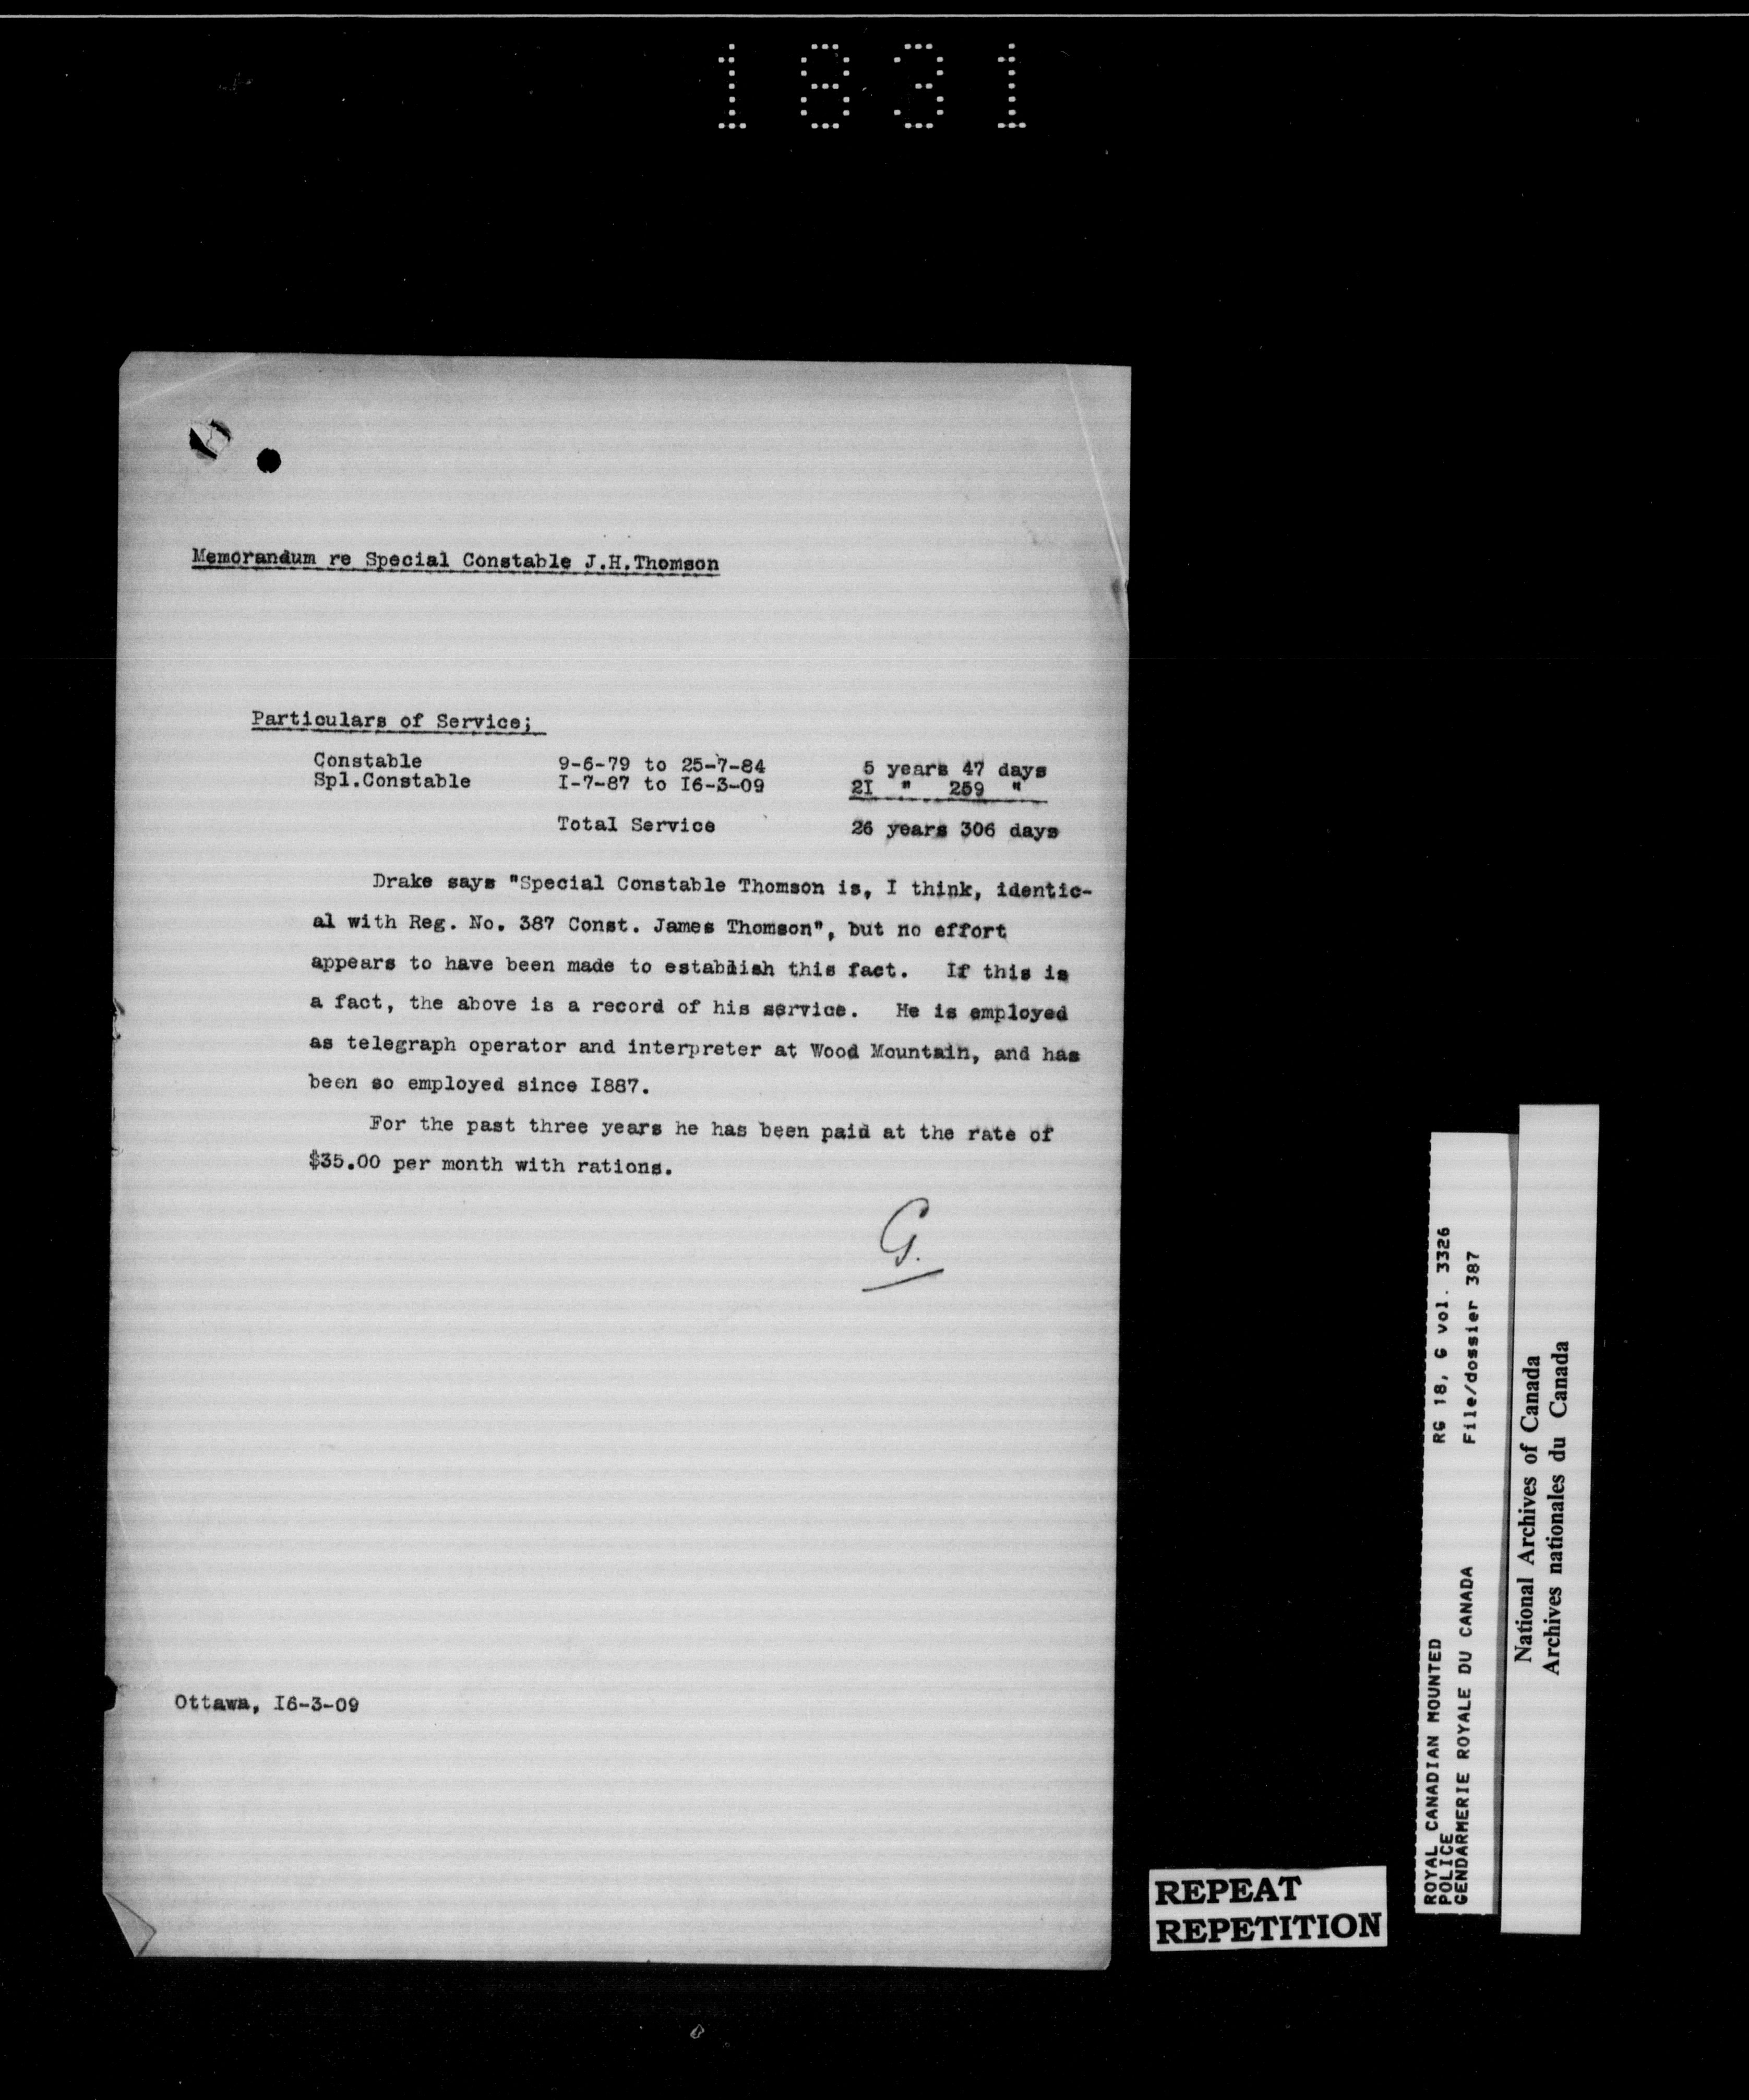 1831
Memorandum re Special Constable J.H.Thomson
Particulars of Service;
Constable 9-6-79 to 25-7-84 5 years 47 days
Spl.Constable I-7-87 to I6-3-09 2I " 259 "
Total Service 26 years 306 days
Drake says "Special Constable Thomson is, I think, identic-
al with Reg. No. 387 Const. James Thomson", but no effort
appears to have been made to establish this fact. If this is
a fact, the above is a record of his service. He is employed
as telegraph operator and interpreter at Wood Mountain, and has
been so employed since I887.
For the past three years he has been paid at the rate of
$35.00 per month with rations.
G.
Ottawa, I6-3-09
REPEAT
REPETITION
ROYAL CANADIAN MOUNTED
POLICE
GENDARMERIE ROYALE DU CANADA
RG 18, G vol. 3326
File/dossier 387
National Archives of Canada
Archives nationales du Canada